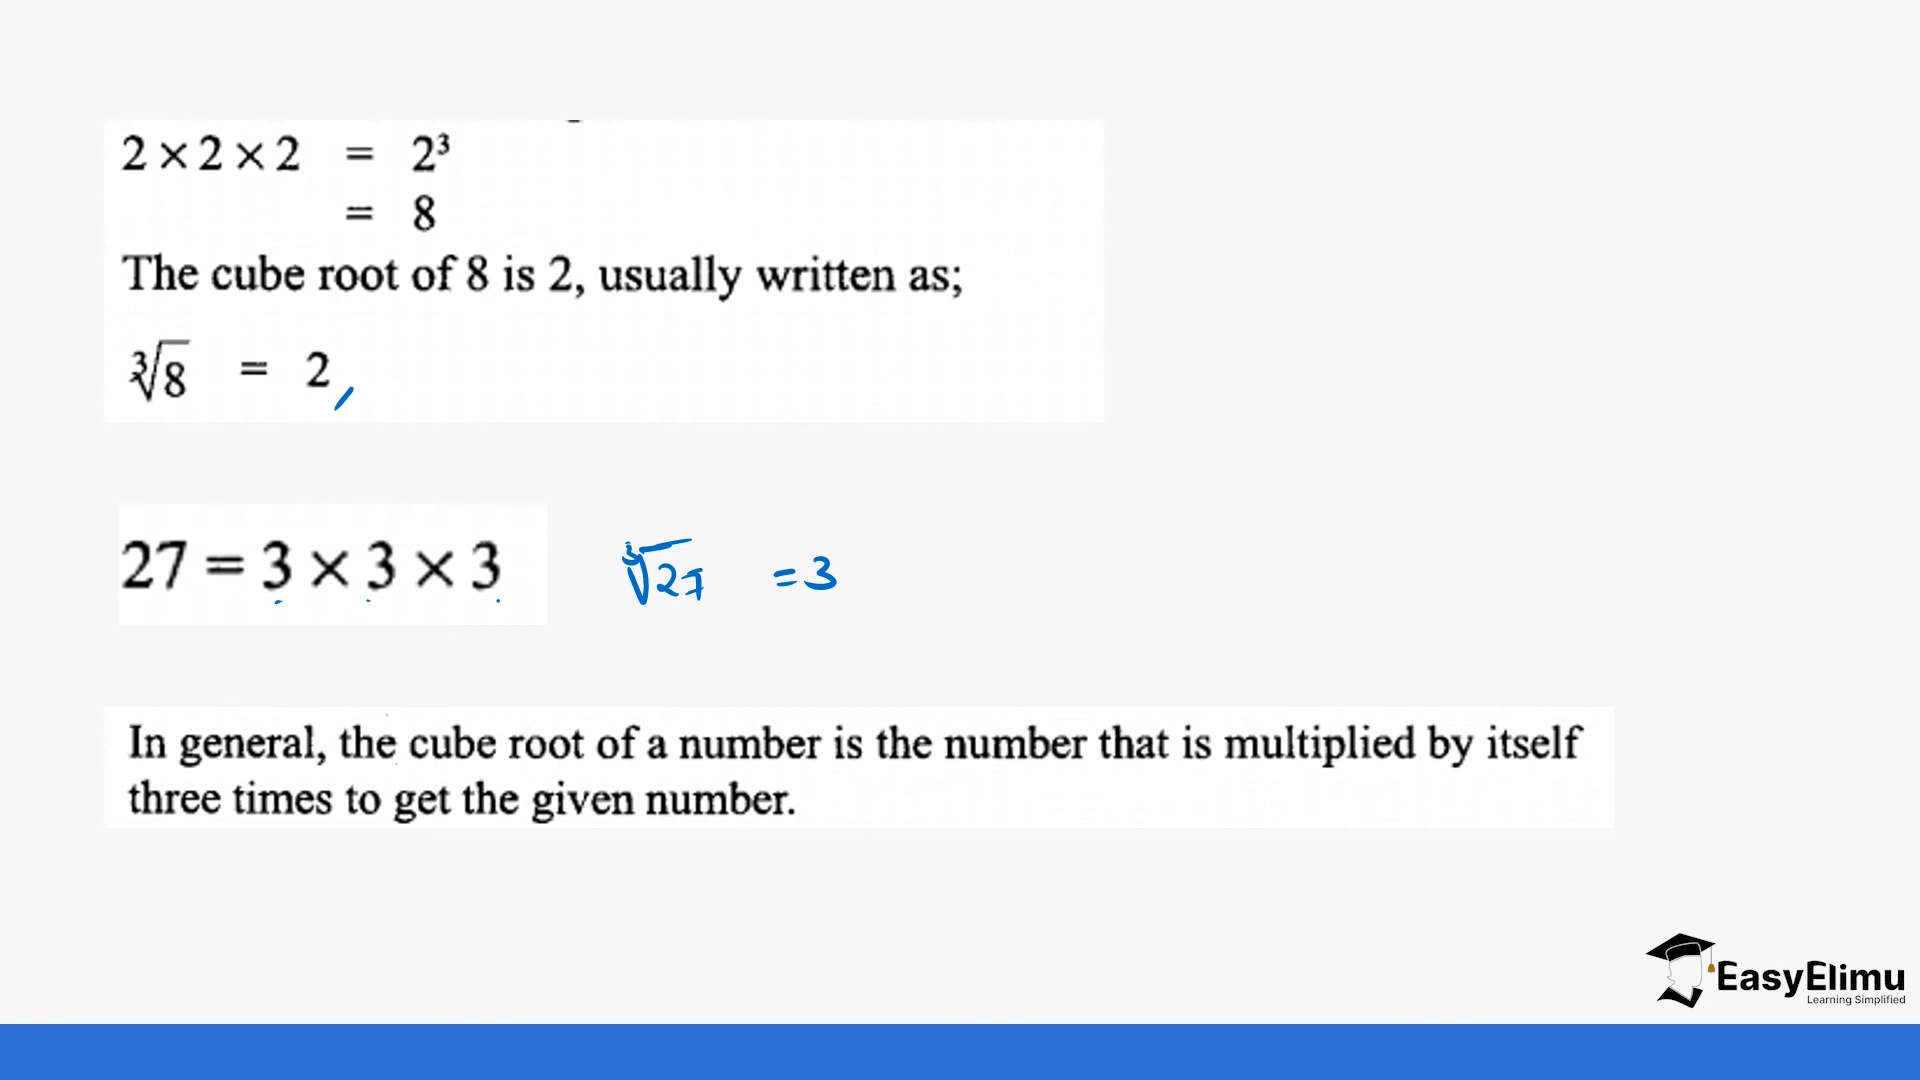 2 × 2 × 2 = 2³
= 8
The cube root of 8 is 2, usually written as;
∛8 = 2,
27 = 3 × 3 × 3
∛27 = 3
In general, the cube root of a number is the number that is multiplied by itself
three times to get the given number.
EasyElimu
Learning Simplified